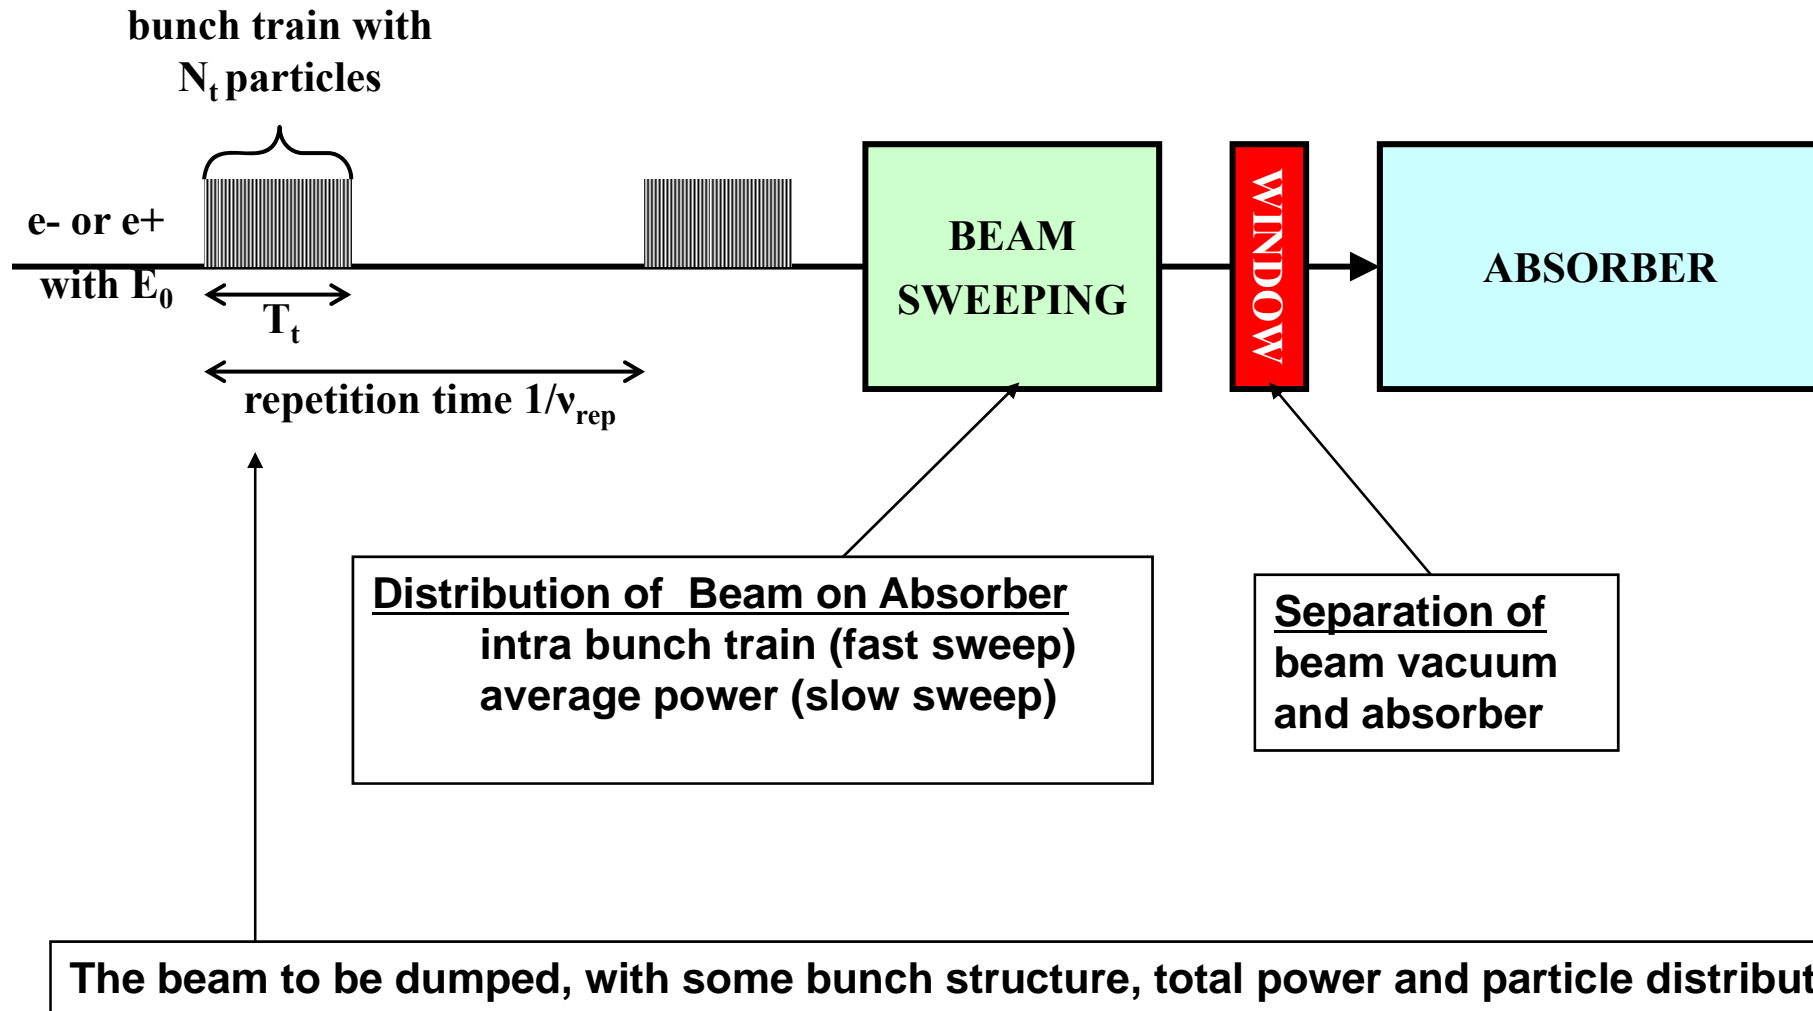 bunch train with
Nt particles
e- or e+
with E0
Tt
repetition time 1/νrep
BEAM
SWEEPING
WINDOW
ABSORBER
Distribution of Beam on Absorber
intra bunch train (fast sweep)
average power (slow sweep)
Separation of
beam vacuum
and absorber
The beam to be dumped, with some bunch structure, total power and particle distribut